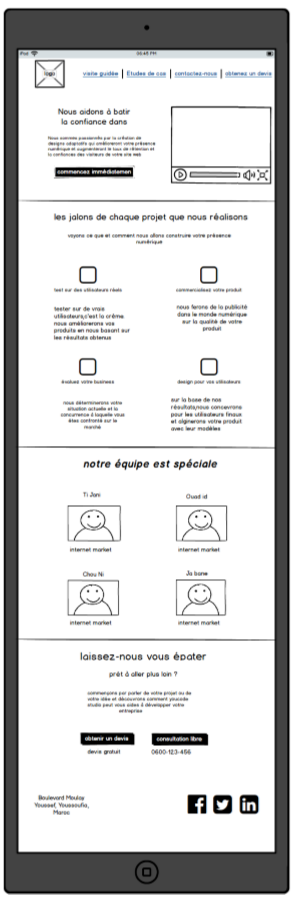 iPad 03:45 PM
logo
visite guidée | Etudes de cas | contactez-nous | obtenez un devis
Nous aidons à batir
la confiance dans
Nous sommes passionnés par la création de
designs adaptatifs qui améliorerent votre présence
numérique et augmenteront le taux de rétention et
la confiances des visiteurs de votre site web
commencez immédiatemen
les jalons de chaque projet que nous réalisons
voyons ce que et comment nous allons construire votre présence
numérique
test sur des utilisateurs réels
tester sur de vrais
utilisateurs,c'est la crème.
nous améliorerons vos
produits en nous basant sur
les résultats obtenus
commercialisez votre produit
nous ferons de la publicité
dans le monde numérique
sur la qualité de votre
produit
évaluez votre business
nous déterminerons votre
situation actuelle et la
concurrence à laquelle vous
êtes confronté sur le
marché
design pour vos utilisateurs
sur la base de nos
résultats,nous concevrons
pour les utilisateurs finaux
et alignerons votre produit
avec leur modèles
notre équipe est spéciale
Ti Jani
internet market
Ouad id
internet market
Chou Ni
internet market
Ja bane
internet market
laissez-nous vous épater
prêt à aller plus loin ?
commençons par parler de votre projet ou de
votre idée et découvrons comment youcode
studio peut vous aidez à développer votre
entreprise
obtenir un devis
devis gratuit
consultation libre
0600-123-456
Boulevard Moulay
Youssef, Youssoufia,
Maroc